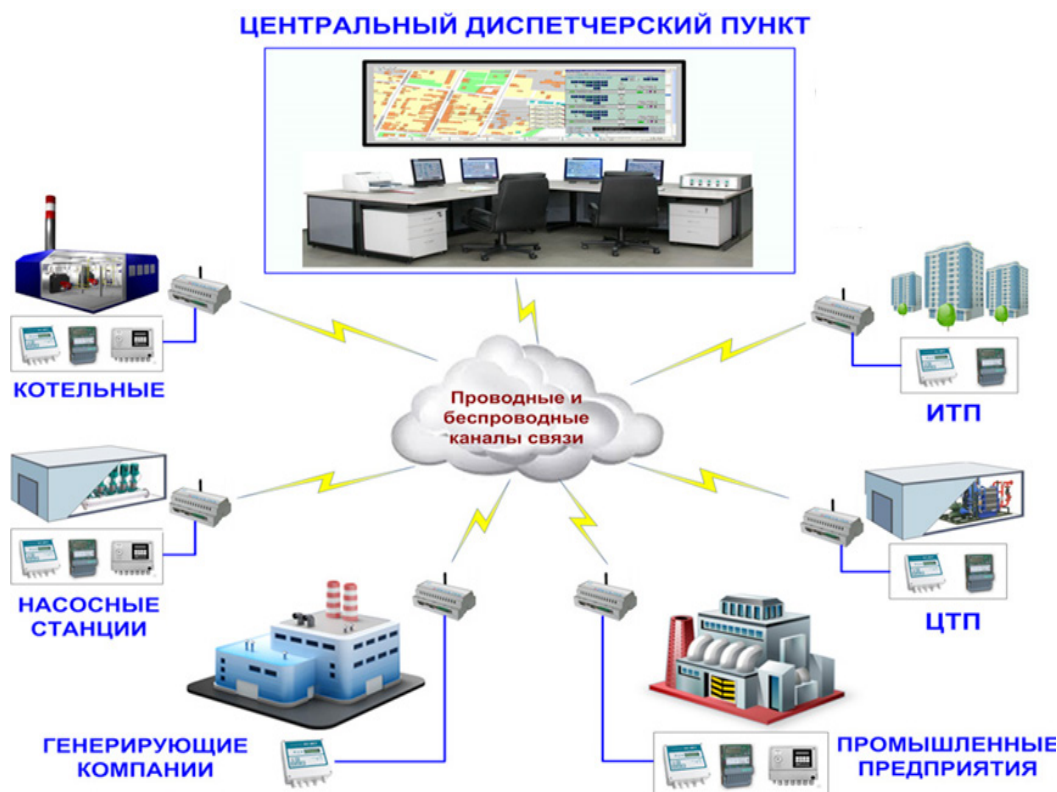 ЦЕНТРАЛЬНЫЙ ДИСПЕТЧЕРСКИЙ ПУНКТ
КОТЕЛЬНЫЕ
Проводные и
беспроводные
каналы связи
ИТП
НАСОСНЫЕ
СТАНЦИИ
ЦТП
ГЕНЕРИРУЮЩИЕ
КОМПАНИИ
ПРОМЫШЛЕННЫЕ
ПРЕДПРИЯТИЯ